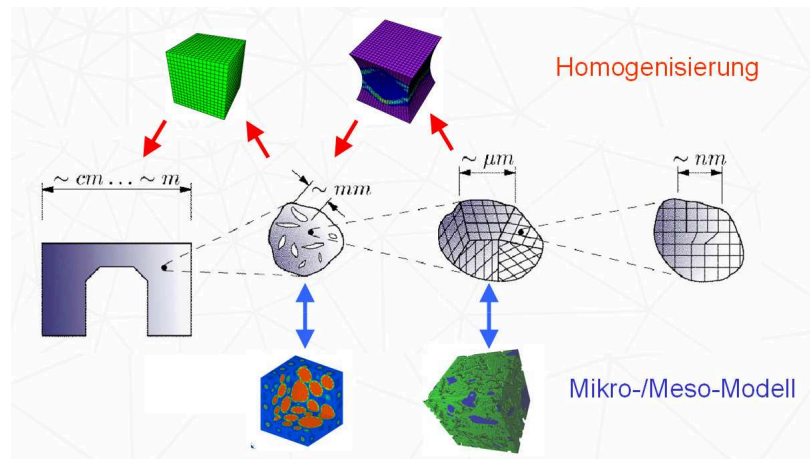 Homogenisierung
~ cm ... ~ m
~ mm
~ μm
~ nm
Mikro-/Meso-Modell